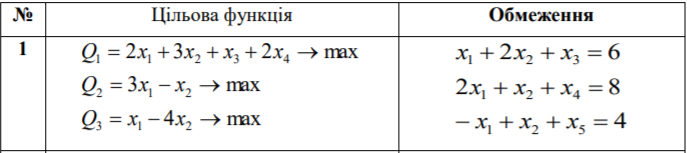 № Цільова функція Обмеження
1 Q₁ = 2x₁ + 3x₂ + x₃ + 2x₄ → max x₁ + 2x₂ + x₃ = 6
Q₂ = 3x₁ − x₂ → max 2x₁ + x₂ + x₄ = 8
Q₃ = x₁ − 4x₂ → max − x₁ + x₂ + x₅ = 4